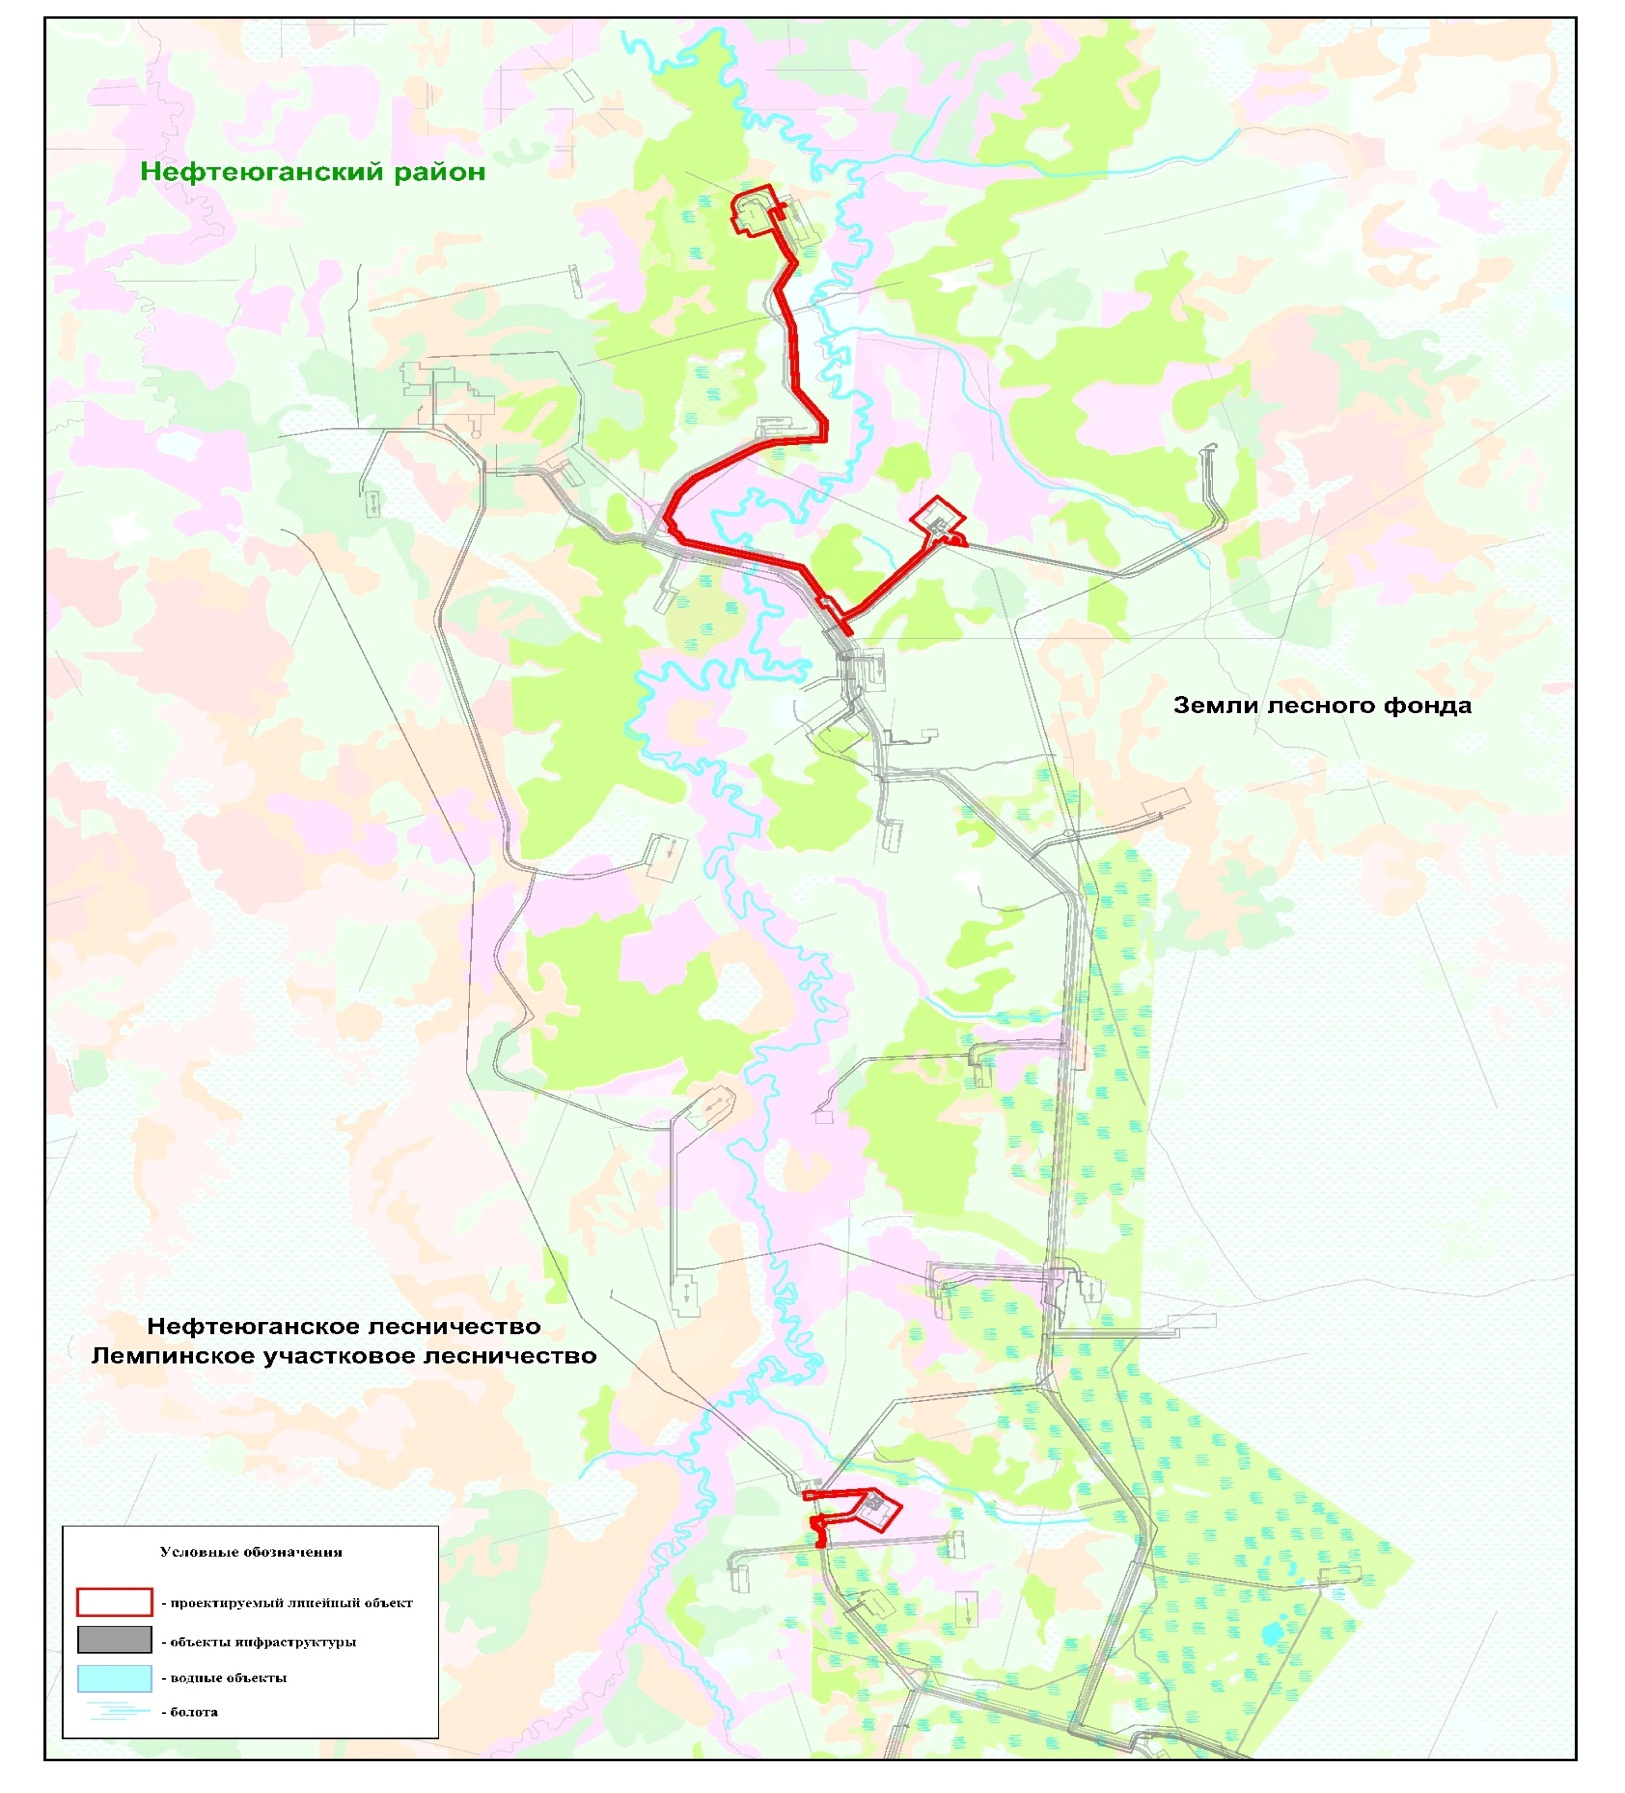 Нефтеюганский район
Земли лесного фонда
Нефтеюганское лесничество
Лемпинское участковое лесничество
Условные обозначения
- проектируемый линейный объект
- объекты инфраструктуры
- водные объекты
- болота